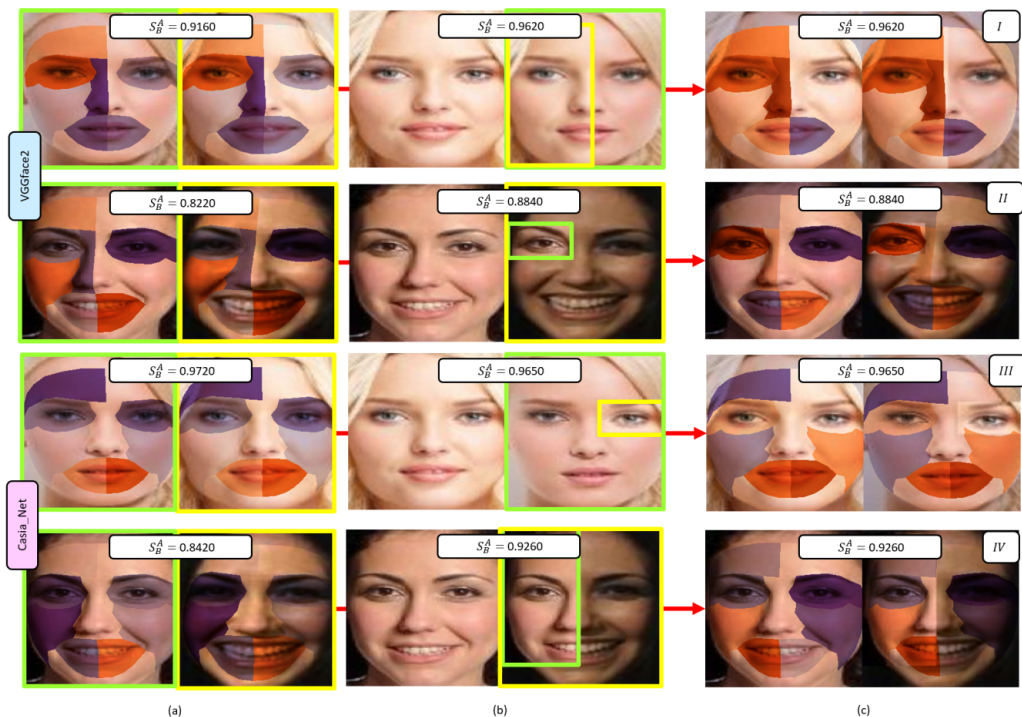 $S_B^A = 0.9160$
$S_B^A = 0.9620$
$S_B^A = 0.9620$
I
VGGface2
$S_B^A = 0.8220$
$S_B^A = 0.8840$
$S_B^A = 0.8840$
II
$S_B^A = 0.9720$
$S_B^A = 0.9650$
$S_B^A = 0.9650$
III
Casia_Net
$S_B^A = 0.8420$
$S_B^A = 0.9260$
$S_B^A = 0.9260$
IV
(a)
(b)
(c)